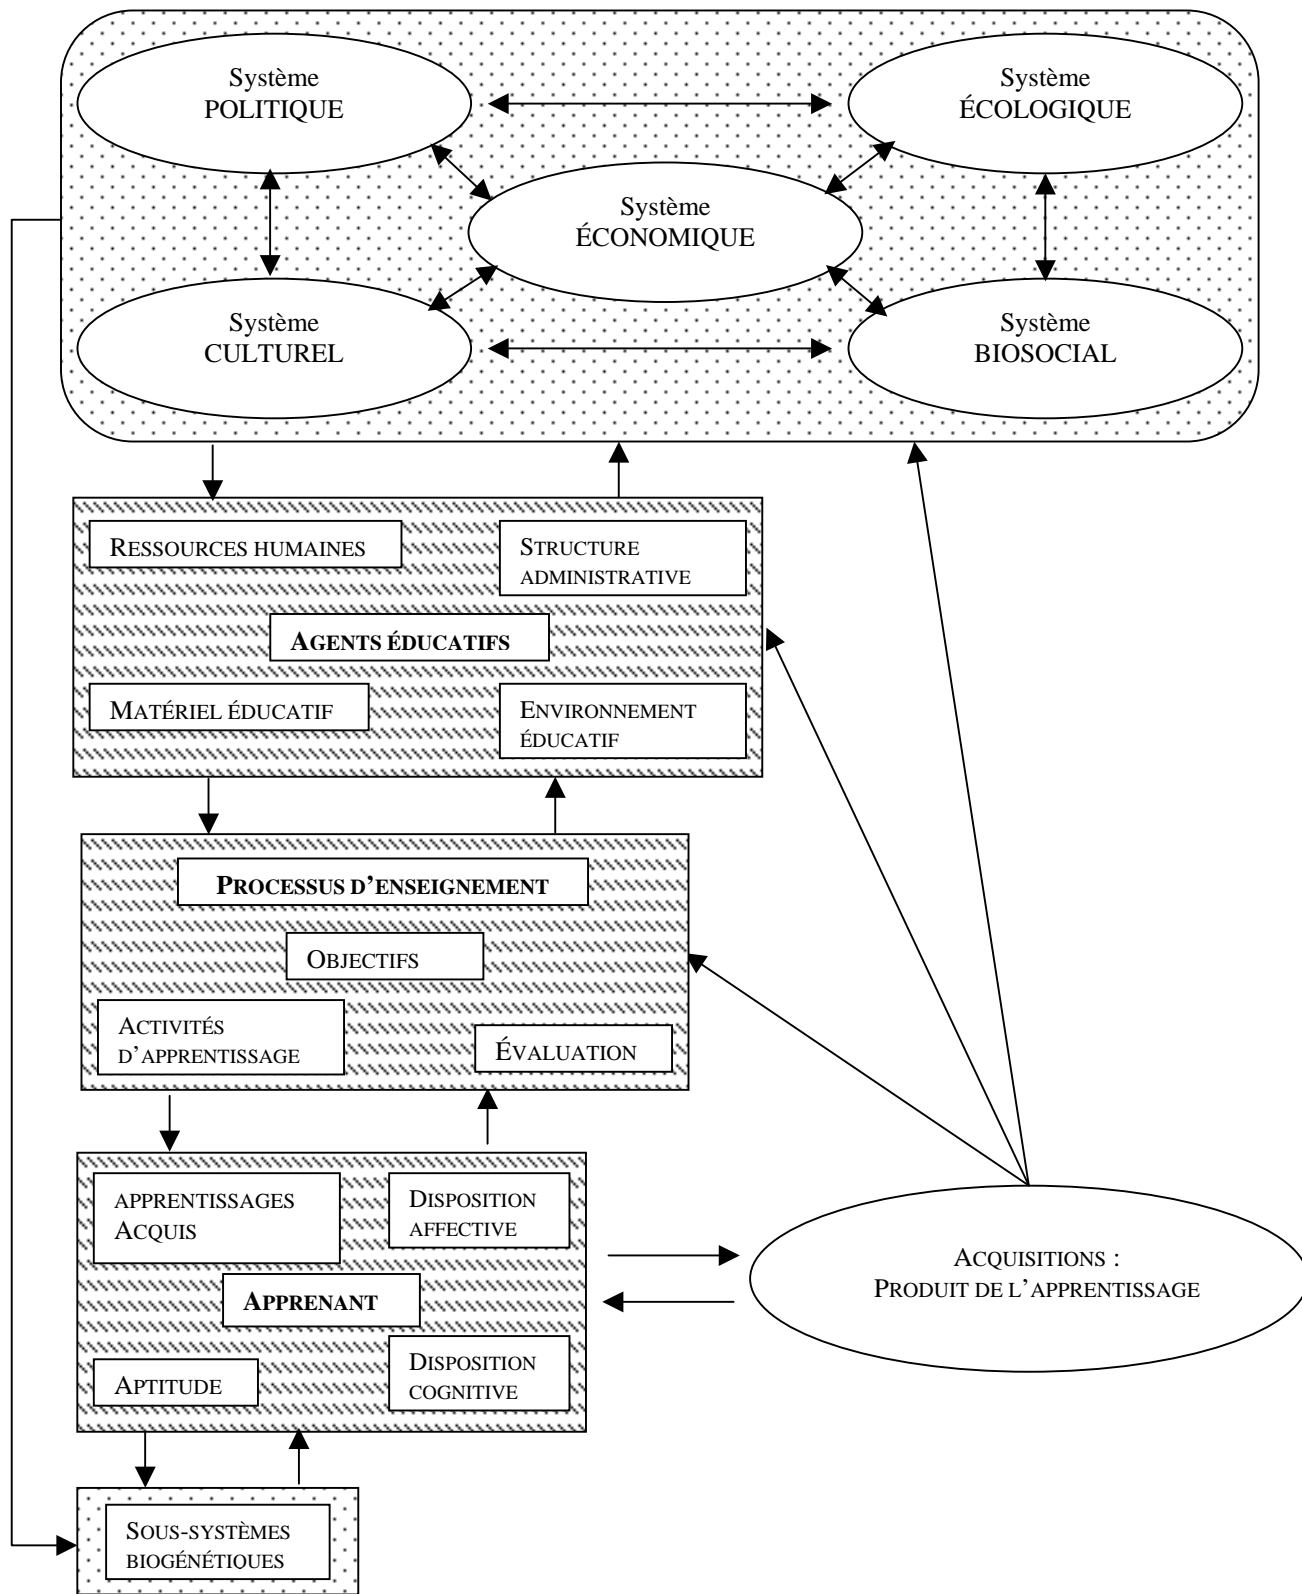 Système
POLITIQUE
Système
ÉCOLOGIQUE
Système
ÉCONOMIQUE
Système
CULTUREL
Système
BIOSOCIAL
RESSOURCES HUMAINES
STRUCTURE
ADMINISTRATIVE
AGENTS ÉDUCATIFS
MATÉRIEL ÉDUCATIF
ENVIRONNEMENT
ÉDUCATIF
PROCESSUS D'ENSEIGNEMENT
OBJECTIFS
ACTIVITÉS
D'APPRENTISSAGE
ÉVALUATION
APPRENTISSAGES
ACQUIS
DISPOSITION
AFFECTIVE
APPRENANT
APTITUDE
DISPOSITION
COGNITIVE
ACQUISITIONS :
PRODUIT DE L'APPRENTISSAGE
SOUS-SYSTÈMES
BIOGÉNÉTIQUES